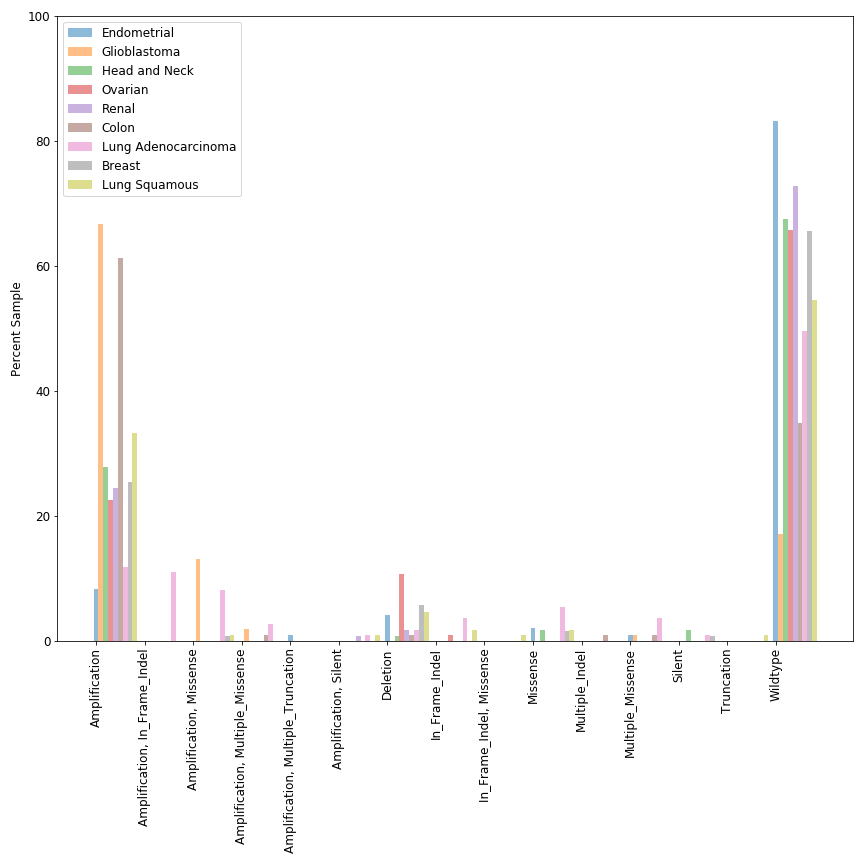 100
80
60
40
20
0
Percent Sample
Endometrial
Glioblastoma
Head and Neck
Ovarian
Renal
Colon
Lung Adenocarcinoma
Breast
Lung Squamous
Amplification
Amplification, In_Frame_Indel
Amplification, Missense
Amplification, Multiple_Missense
Amplification, Multiple_Truncation
Amplification, Silent
Deletion
In_Frame_Indel
In_Frame_Indel, Missense
Missense
Multiple_Indel
Multiple_Missense
Silent
Truncation
Wildtype